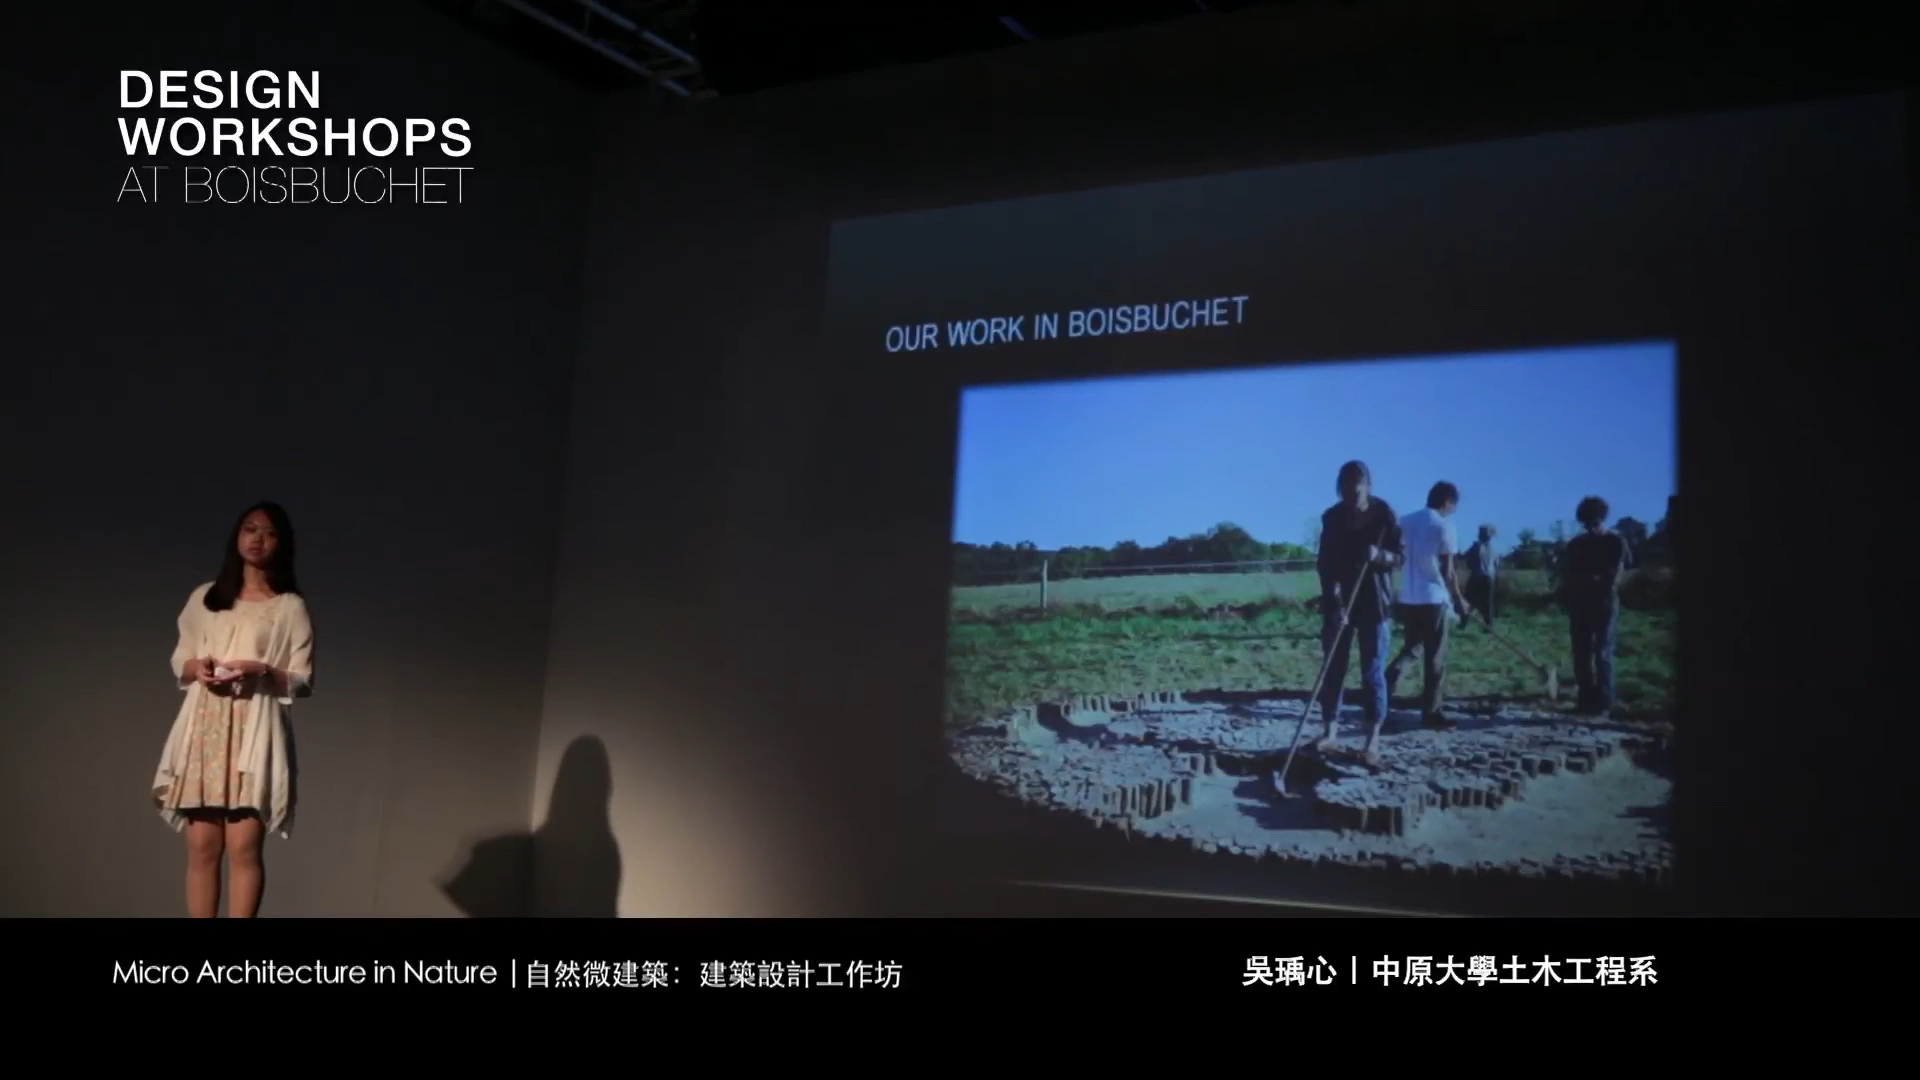 DESIGN
WORKSHOPS
AT BOISBUCHET
OUR WORK IN BOISBUCHET
Micro Architecture in Nature | 自然微建築: 建築設計工作坊
吳瑀心 | 中原大學土木工程系